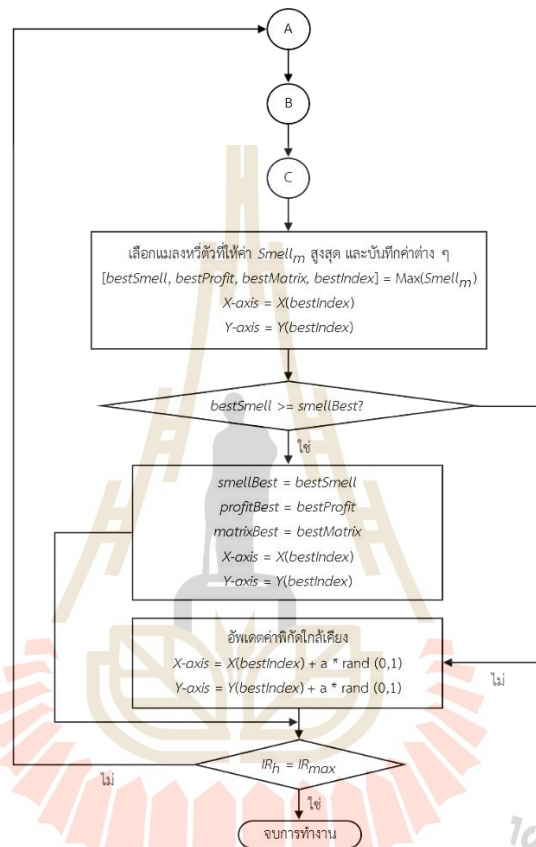 A
B
C
เลือกแมลงหวี่ตัวที่ให้ค่า Smell_m สูงสุด และบันทึกค่าต่าง ๆ
[bestSmell, bestProfit, bestMatrix, bestIndex] = Max(Smell_m)
X-axis = X(bestIndex)
Y-axis = Y(bestIndex)
bestSmell >= smellBest?
ใช่
smellBest = bestSmell
profitBest = bestProfit
matrixBest = bestMatrix
X-axis = X(bestIndex)
Y-axis = Y(bestIndex)
อัพเดตค่าพิกัดใกล้เคียง
X-axis = X(bestIndex) + a * rand (0,1)
Y-axis = Y(bestIndex) + a * rand (0,1)
ไม่
IR_h = IR_max
ไม่
ใช่
จบการทำงาน